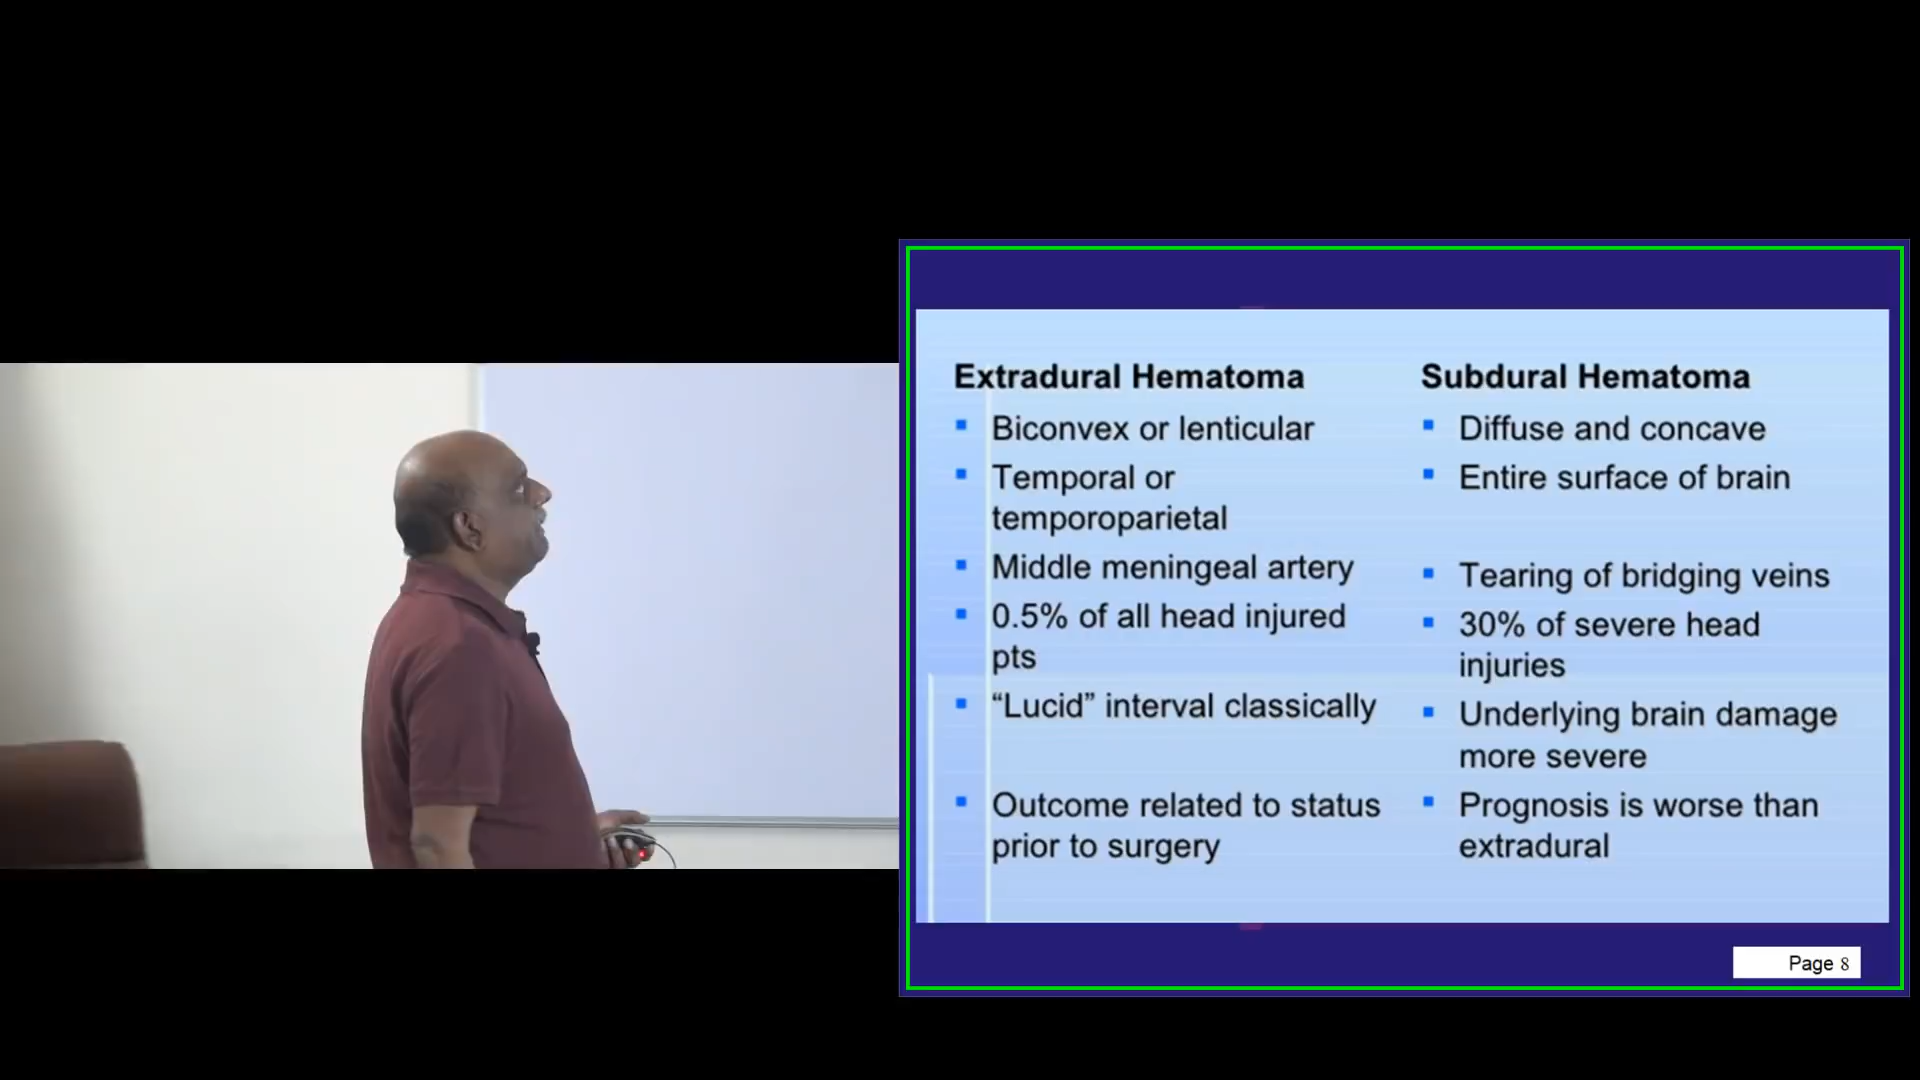 Extradural Hematoma
Biconvex or lenticular
Temporal or
temporoparietal
Middle meningeal artery
0.5% of all head injured
pts
“Lucid” interval classically
Outcome related to status
prior to surgery
Subdural Hematoma
Diffuse and concave
Entire surface of brain
Tearing of bridging veins
30% of severe head
injuries
Underlying brain damage
more severe
Prognosis is worse than
extradural
Page 8